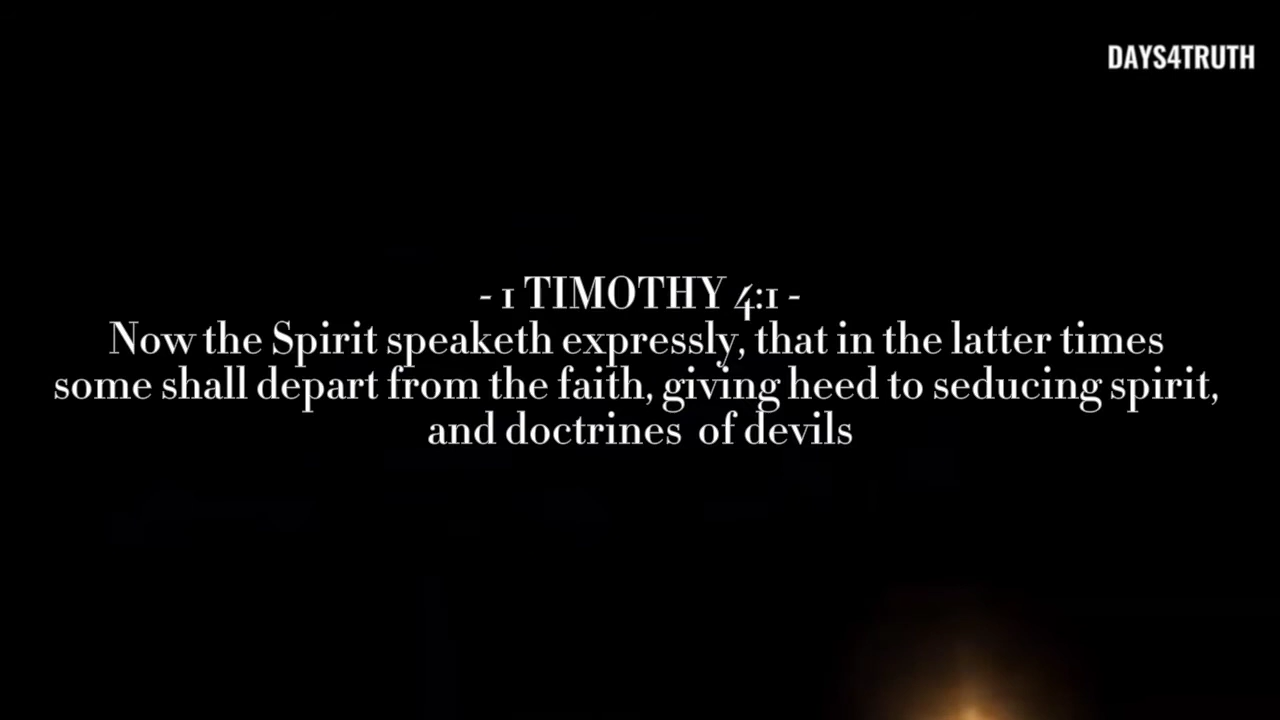 DAYS4TRUTH
- 1 TIMOTHY 4:1 -
Now the Spirit speaketh expressly, that in the latter times
some shall depart from the faith, giving heed to seducing spirit,
and doctrines of devils